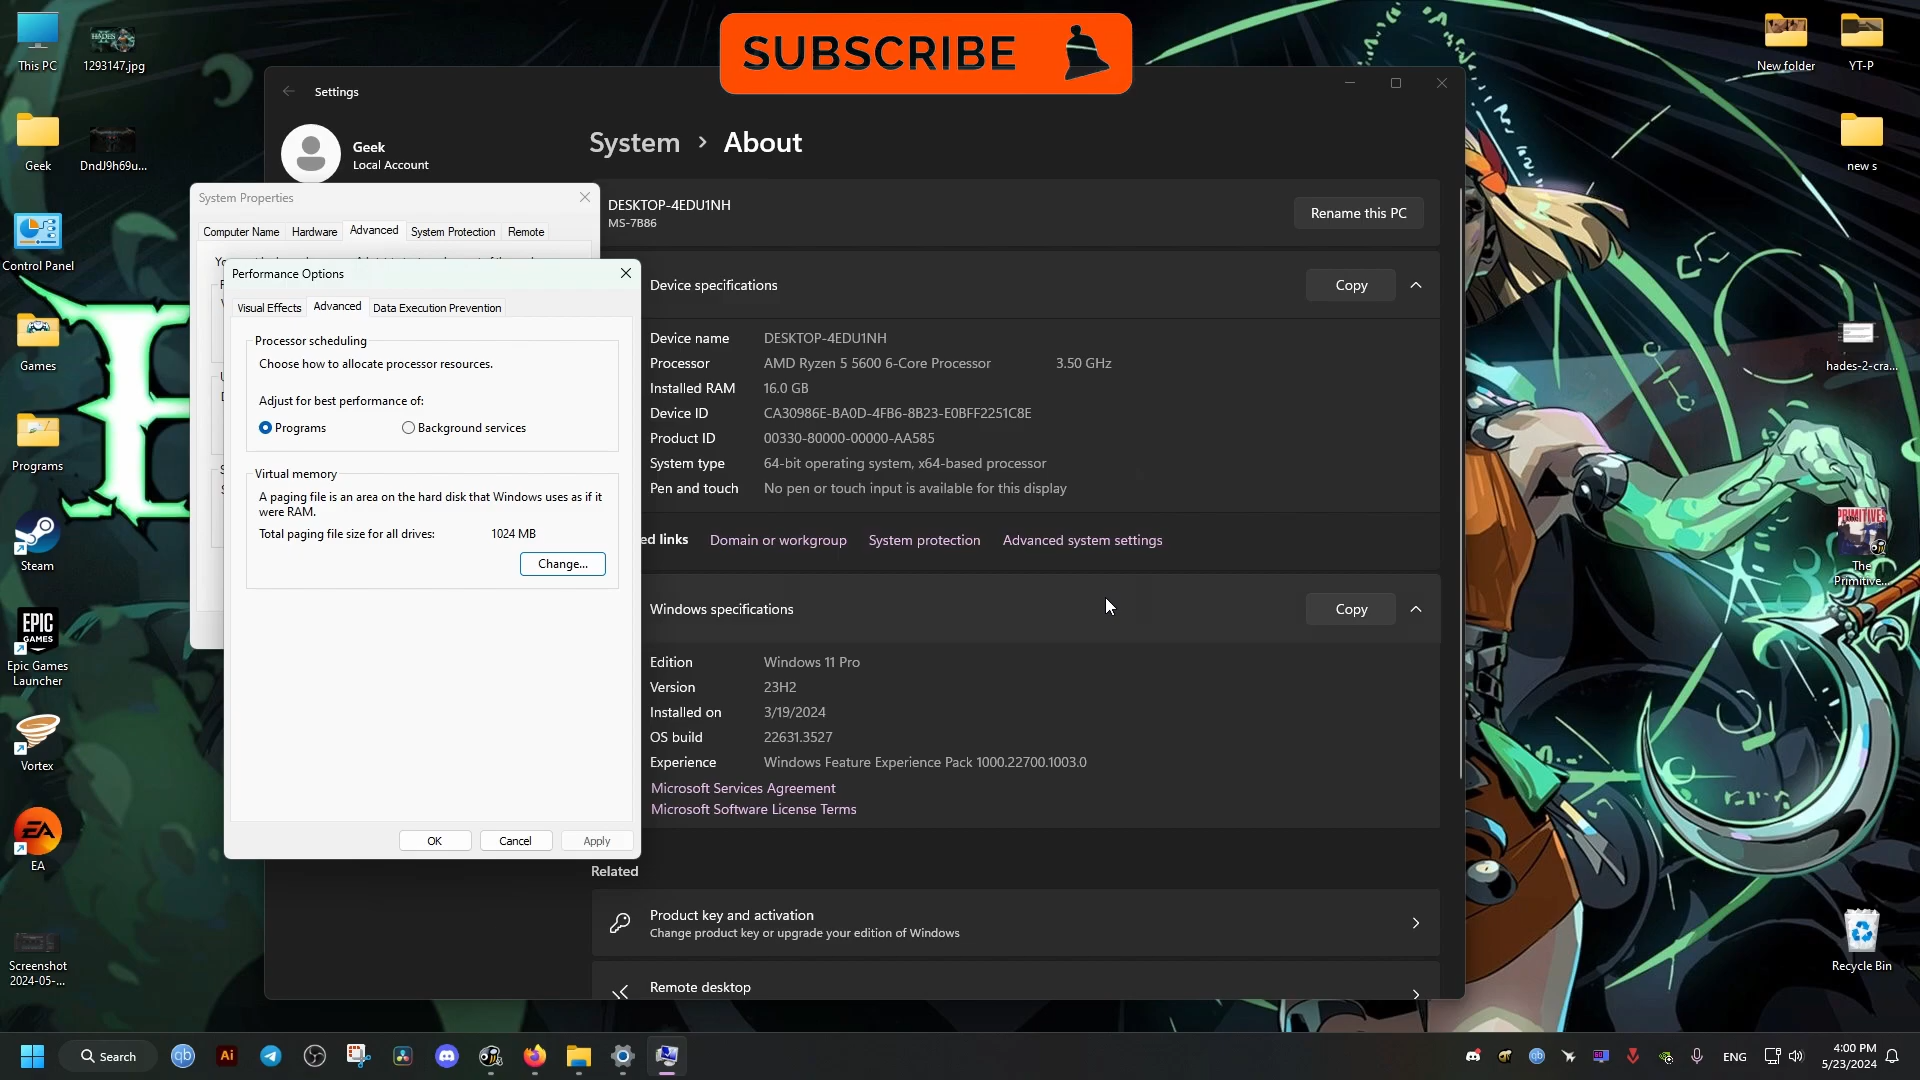 SUBSCRIBE
This PC
1293147.jpg
New folder
YT-P
Settings
Geek
Local Account
System › About
Geek
DndJ9h69u...
new s
System Properties
Computer Name
Hardware
Advanced
System Protection
Remote
DESKTOP-4EDU1NH
MS-7B86
Rename this PC
Control Panel
Performance Options
Visual Effects
Advanced
Data Execution Prevention
Processor scheduling
Choose how to allocate processor resources.
Adjust for best performance of:
Programs
Background services
Virtual memory
A paging file is an area on the hard disk that Windows uses as if it
were RAM.
Total paging file size for all drives: 1024 MB
Change...
OK
Cancel
Apply
Device specifications
Copy
Device name DESKTOP-4EDU1NH
Processor AMD Ryzen 5 5600 6-Core Processor 3.50 GHz
Installed RAM 16.0 GB
Device ID CA30986E-BA0D-4FB6-8B23-E0BFF2251C8E
Product ID 00330-80000-00000-AA585
System type 64-bit operating system, x64-based processor
Pen and touch No pen or touch input is available for this display
ed links
Domain or workgroup
System protection
Advanced system settings
Windows specifications
Copy
Edition Windows 11 Pro
Version 23H2
Installed on 3/19/2024
OS build 22631.3527
Experience Windows Feature Experience Pack 1000.22700.1003.0
Microsoft Services Agreement
Microsoft Software License Terms
Related
Product key and activation
Change product key or upgrade your edition of Windows
Remote desktop
Games
Programs
Steam
EPIC
GAMES
Epic Games
Launcher
Vortex
EA
EA
Screenshot
2024-05-...
hades-2-cra...
PRIMITIVES
The
Primitive...
Recycle Bin
Search
qb
Ai
ENG
4:00 PM
5/23/2024